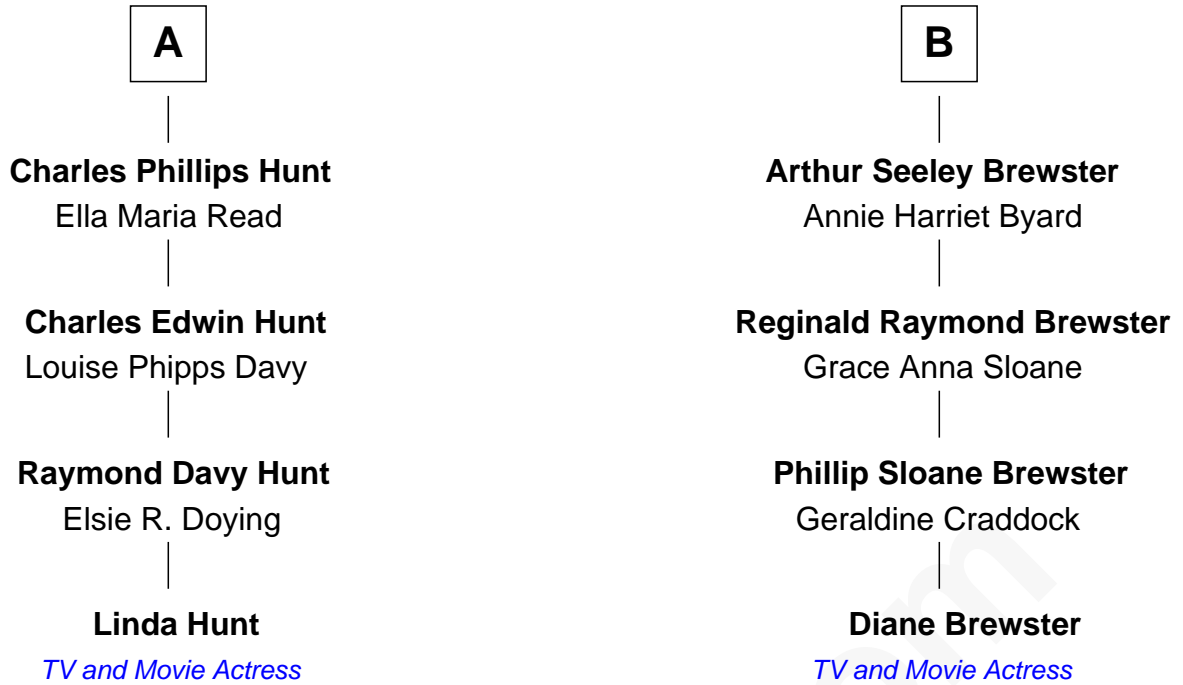 A
Charles Phillips Hunt
Ella Maria Read
Charles Edwin Hunt
Louise Phipps Davy
Raymond Davy Hunt
Elsie R. Doying
Linda Hunt
TV and Movie Actress
B
Arthur Seeley Brewster
Annie Harriet Byard
Reginald Raymond Brewster
Grace Anna Sloane
Phillip Sloane Brewster
Geraldine Craddock
Diane Brewster
TV and Movie Actress